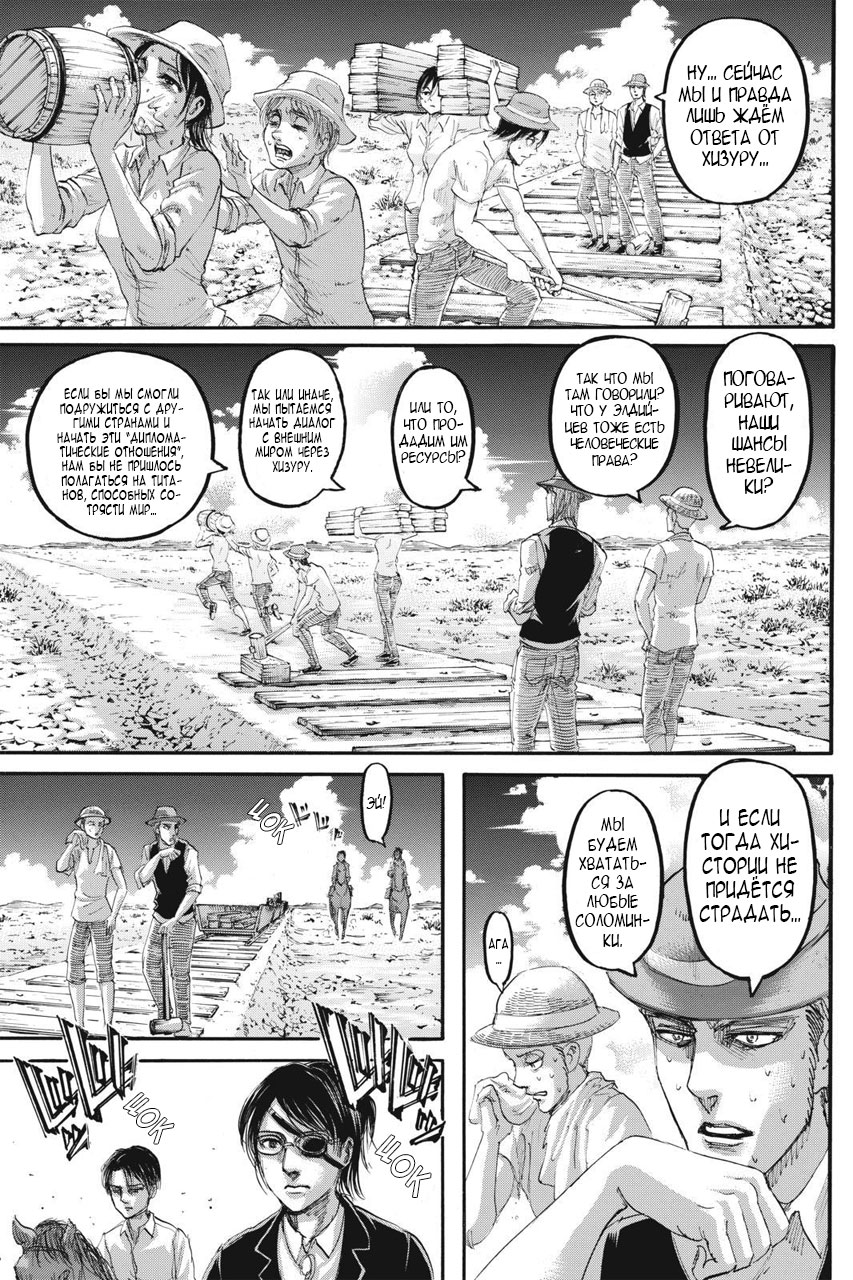 НУ... СЕЙЧАС
МЫ И ПРАВДА
ЛИШЬ ЖДЁМ
ОТВЕТА ОТ
ХИЗУРУ...
ПОГОВА-
РИВАЮТ,
НАШИ
ШАНСЫ
НЕВЕЛИ-
КИ?
ТАК ЧТО МЫ
ТАМ ГОВОРИЛИ?
ЧТО У ЭЛДИЙ-
ЦЕВ ТОЖЕ ЕСТЬ
ЧЕЛОВЕЧЕСКИЕ
ПРАВА?
ИЛИ ТО,
ЧТО ПРО-
ДАДИМ ИМ
РЕСУРСЫ?
ТАК ИЛИ ИНАЧЕ,
МЫ ПЫТАЕМСЯ
НАЧАТЬ ДИАЛОГ
С ВНЕШНИМ
МИРОМ ЧЕРЕЗ
ХИЗУРУ.
ЕСЛИ БЫ МЫ СМОГЛИ
ПОДРУЖИТЬСЯ С ДРУ-
ГИМИ СТРАНАМИ И
НАЧАТЬ ЭТИ "ДИПЛОМА-
ТИЧЕСКИЕ ОТНОШЕНИЯ",
НАМ БЫ НЕ ПРИШЛОСЬ
ПОЛАГАТЬСЯ НА ТИТА-
НОВ, СПОСОБНЫХ СО-
ТРЯСТИ МИР...
И ЕСЛИ
ТОГДА ХИ-
СТОРИИ НЕ
ПРИДЁТСЯ
СТРАДАТЬ...
МЫ
БУДЕМ
ХВАТАТЬ-
СЯ ЗА
ЛЮБЫЕ
СОЛОМИН-
КИ.
АГА
...
ЭЙ!
ЦОК
ЦОК
ЦОК